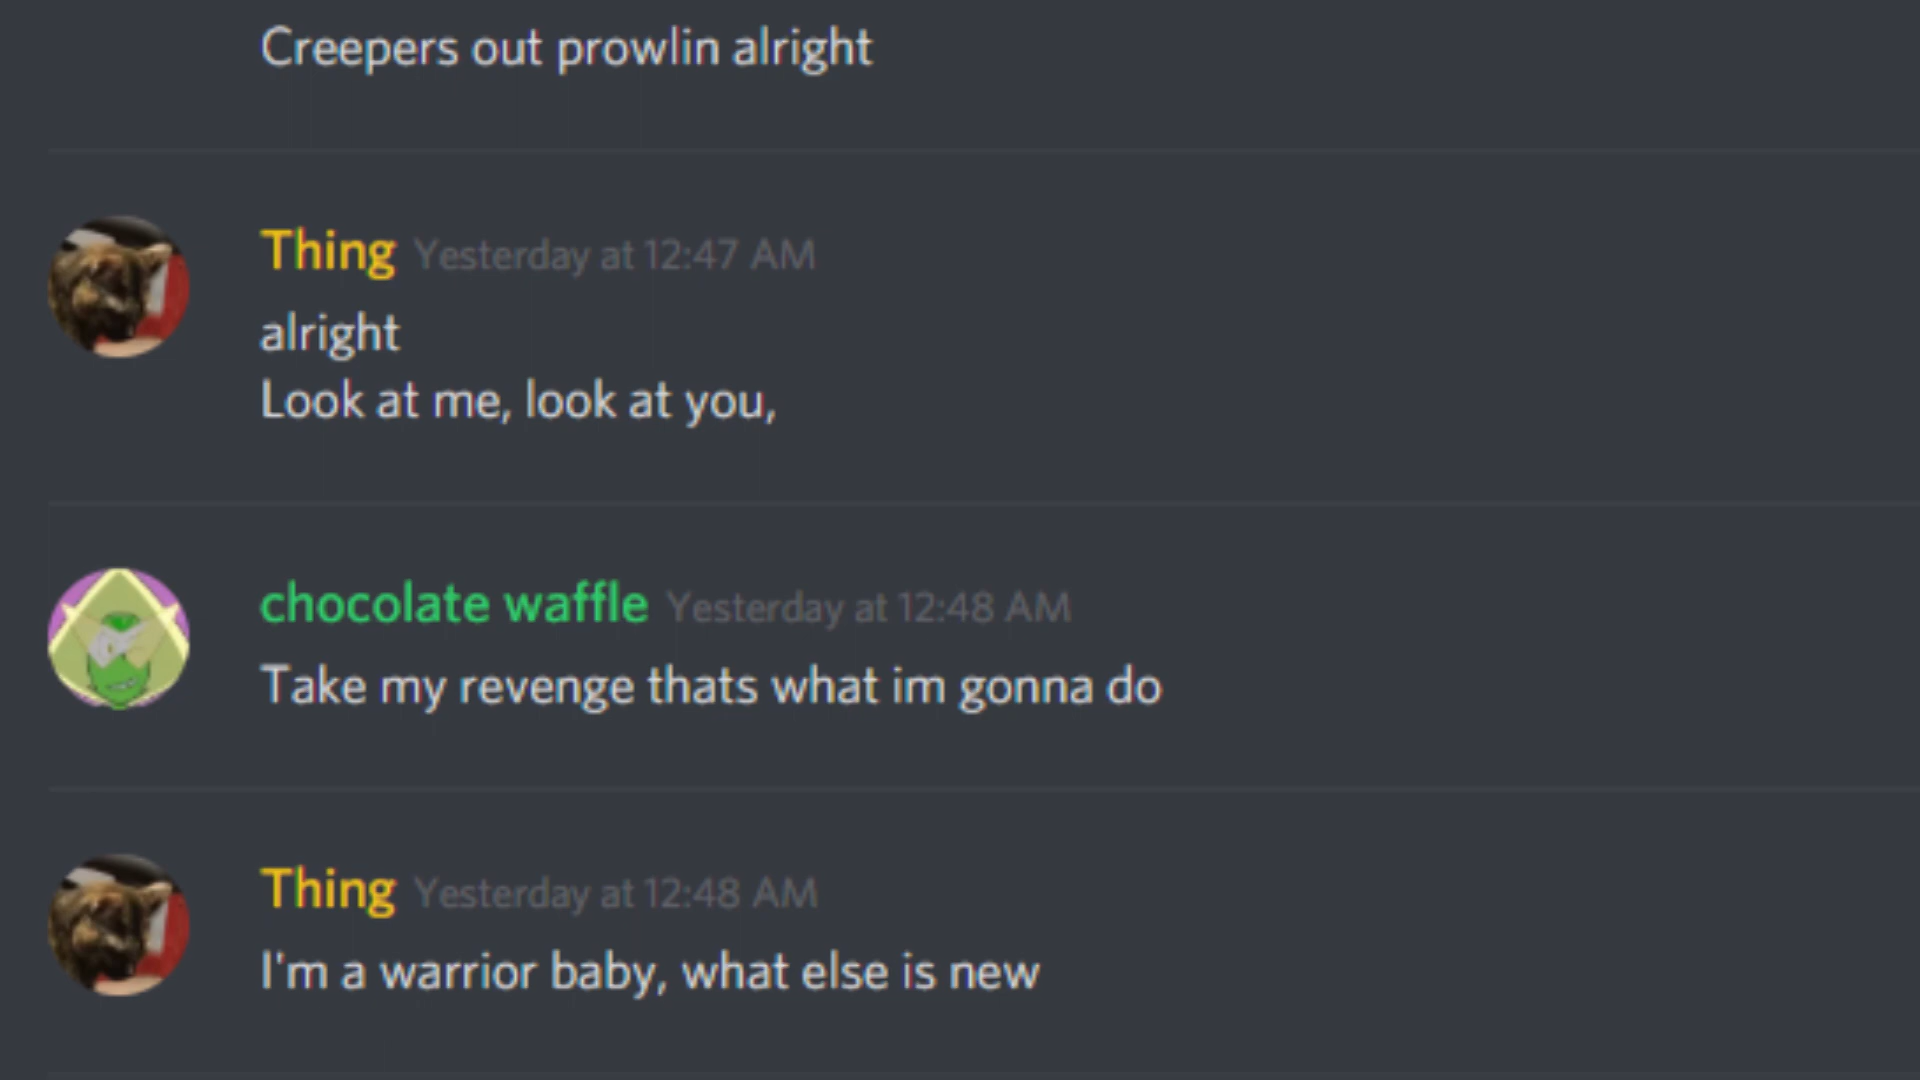 Creepers out prowlin alright
Thing Yesterday at 12:47 AM
alright
Look at me, look at you,
chocolate waffle Yesterday at 12:48 AM
Take my revenge thats what im gonna do
Thing Yesterday at 12:48 AM
I'm a warrior baby, what else is new